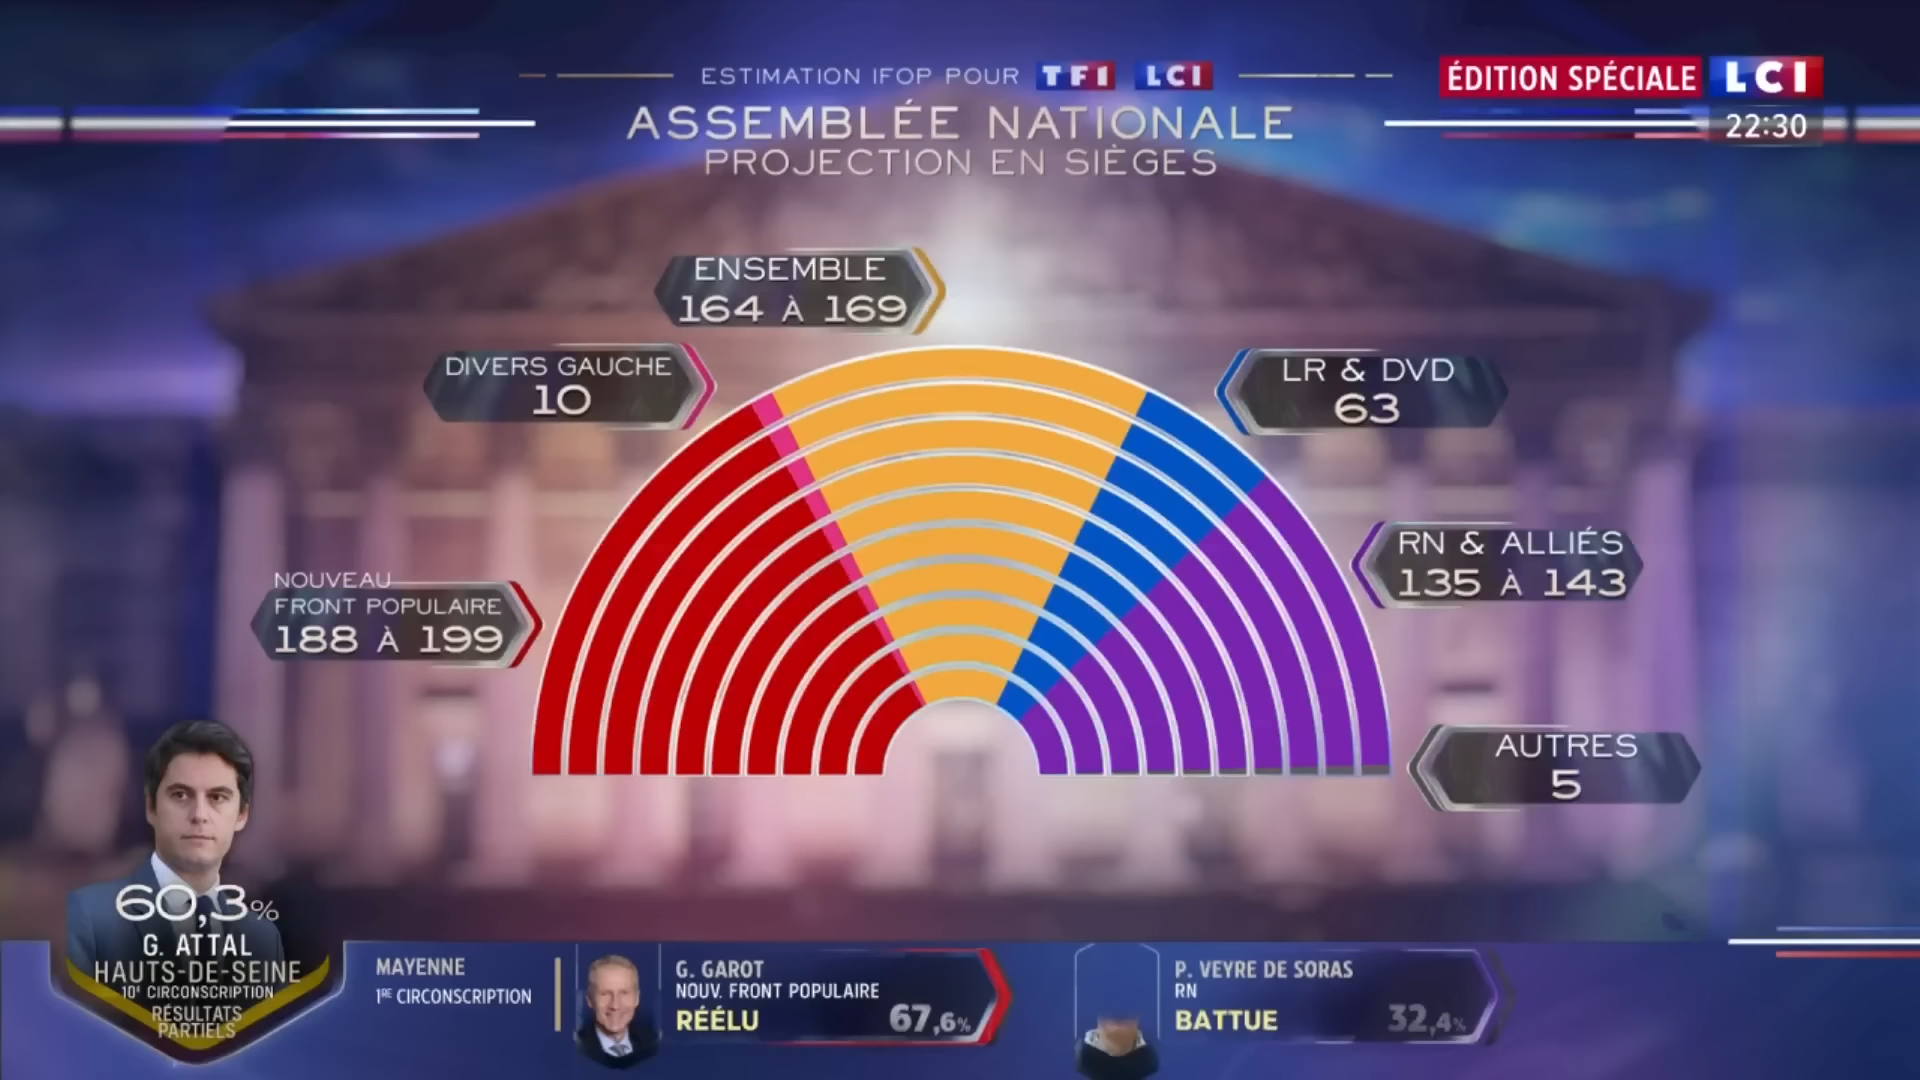 ESTIMATION IFOP POUR TF1 LCI
ÉDITION SPÉCIALE LCI
22:30
ASSEMBLÉE NATIONALE
PROJECTION EN SIÈGES
ENSEMBLE
164 À 169
DIVERS GAUCHE
10
LR & DVD
63
NOUVEAU
FRONT POPULAIRE
188 À 199
RN & ALLIÉS
135 À 143
AUTRES
5
60,3%
G. ATTAL
HAUTS-DE-SEINE
10E CIRCONSCRIPTION
RÉSULTATS
PARTIELS
MAYENNE
1RE CIRCONSCRIPTION
G. GAROT
NOUV. FRONT POPULAIRE
RÉÉLU 67,6%
P. VEYRE DE SORAS
RN
BATTUE 32,4%